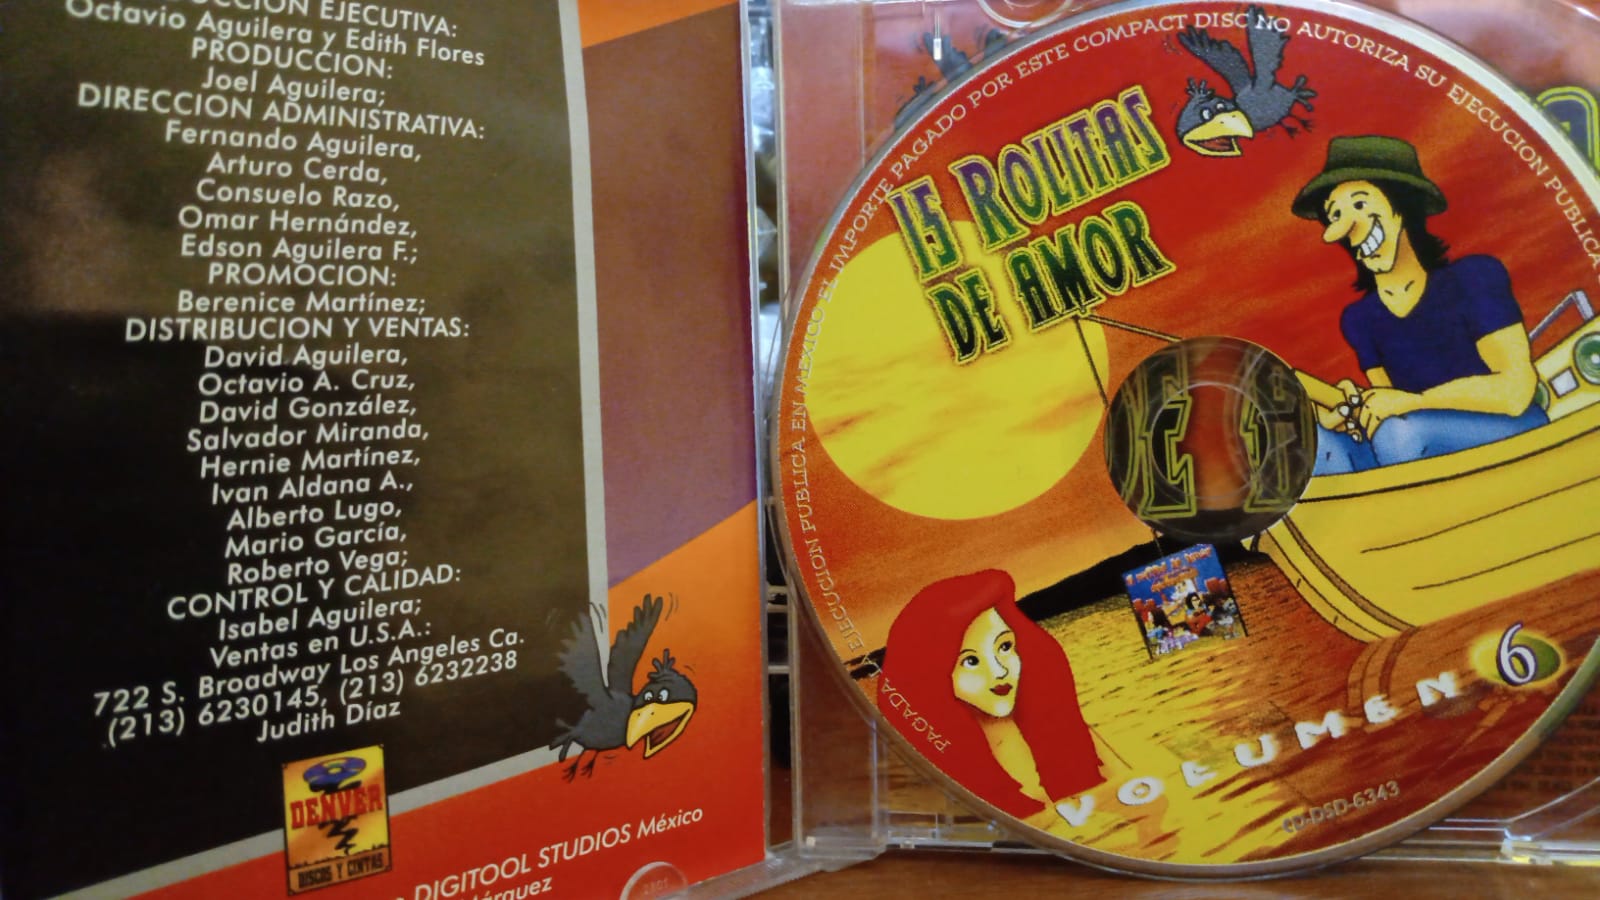 CCION EJECUTIVA:
Octavio Aguilera y Edith Flores
PRODUCCION:
Joel Aguilera;
DIRECCION ADMINISTRATIVA:
Fernando Aguilera,
Arturo Cerda,
Consuelo Razo,
Omar Hernández,
Edson Aguilera F.;
PROMOCION:
Berenice Martínez;
DISTRIBUCION Y VENTAS:
David Aguilera,
Octavio A. Cruz,
David González,
Salvador Miranda,
Hernie Martínez,
Ivan Aldana A.,
Alberto Lugo,
Mario García,
Roberto Vega;
CONTROL Y CALIDAD:
Isabel Aguilera;
Ventas en U.S.A.:
722 S. Broadway Los Angeles Ca.
(213) 6230145, (213) 6232238
Judith Díaz
DENVER
DISCOS Y CINTAS
DIGITOOL STUDIOS México
Márquez
15 ROLITAS
DE AMOR
VOLUMEN 6
CD-DSD-6343
PAGADA LA EJECUCION PUBLICA EN MEXICO EL IMPORTE PAGADO POR ESTE COMPACT DISC NO AUTORIZA SU EJECUCION PUBLICA